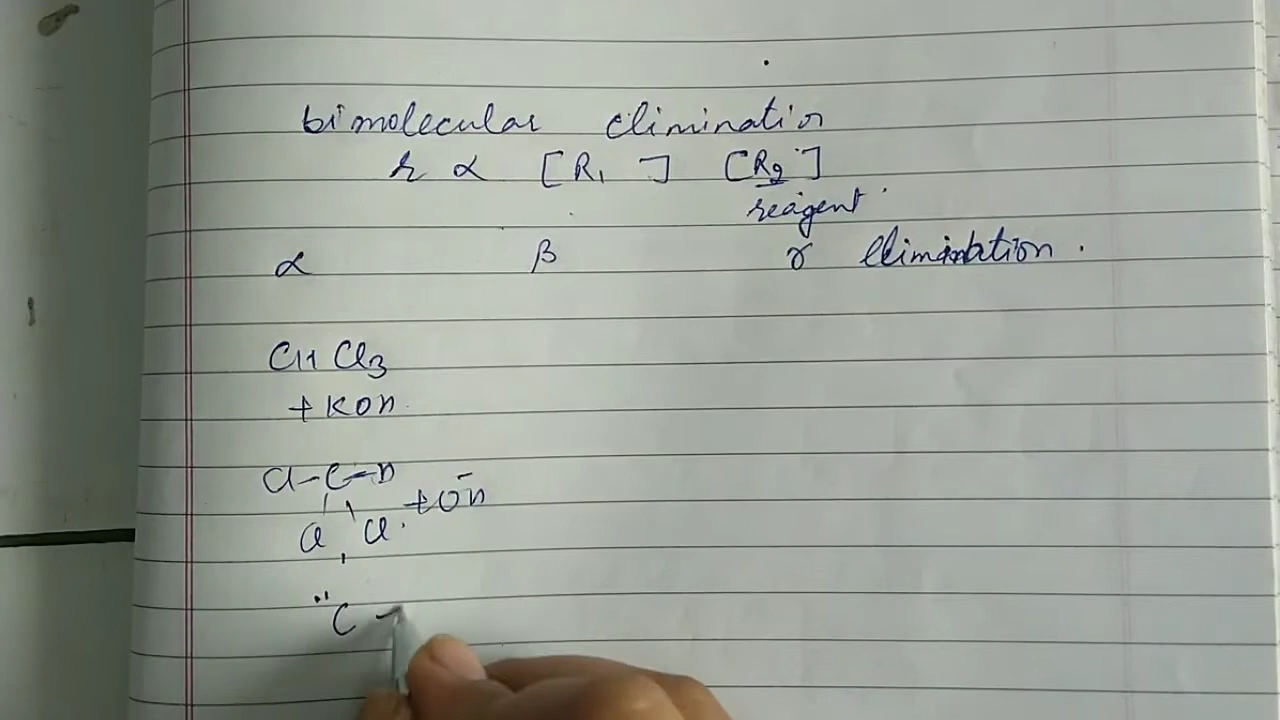 bimolecular elimination
r α [R₁ ] [R₂]
reagent
α β γ Elimination.
CHCl₃
+ KOH
Cl-C-H
Cl Cl + OH⁻
:C -